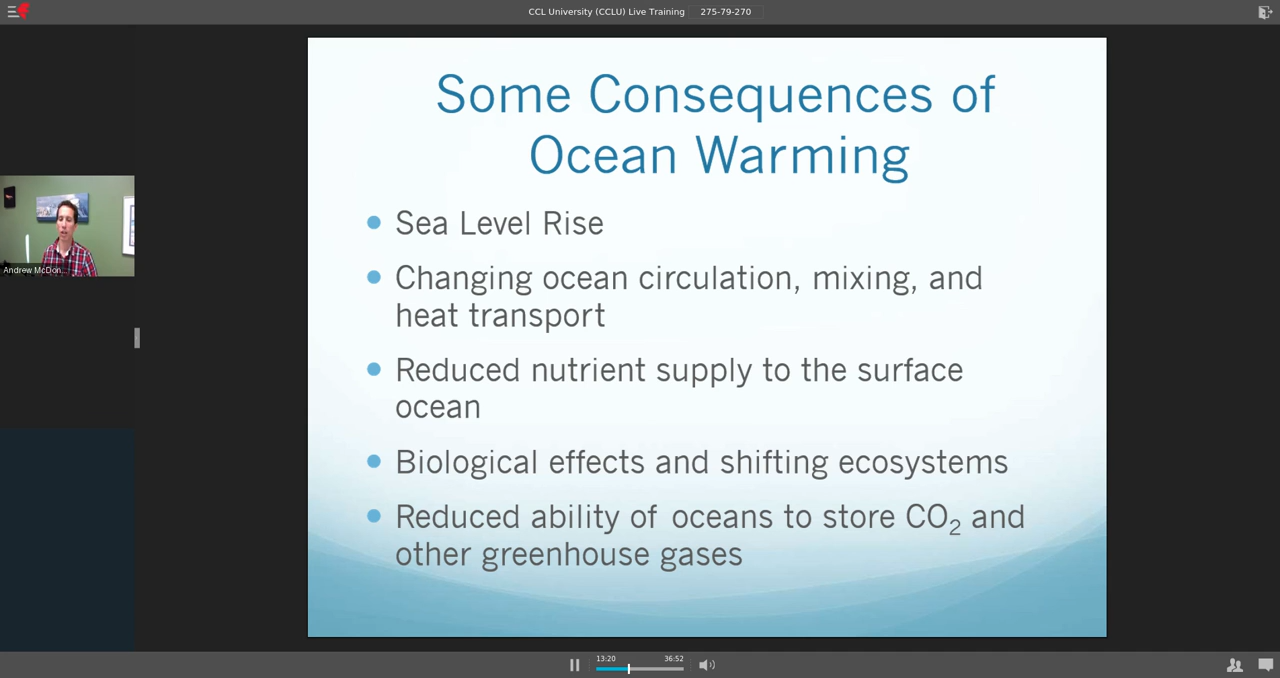 CCL University (CCLU) Live Training 275-79-270
Some Consequences of
Ocean Warming
Sea Level Rise
Changing ocean circulation, mixing, and
heat transport
Reduced nutrient supply to the surface
ocean
Biological effects and shifting ecosystems
Reduced ability of oceans to store CO₂ and
other greenhouse gases
Andrew McDon...
13:20 36:52